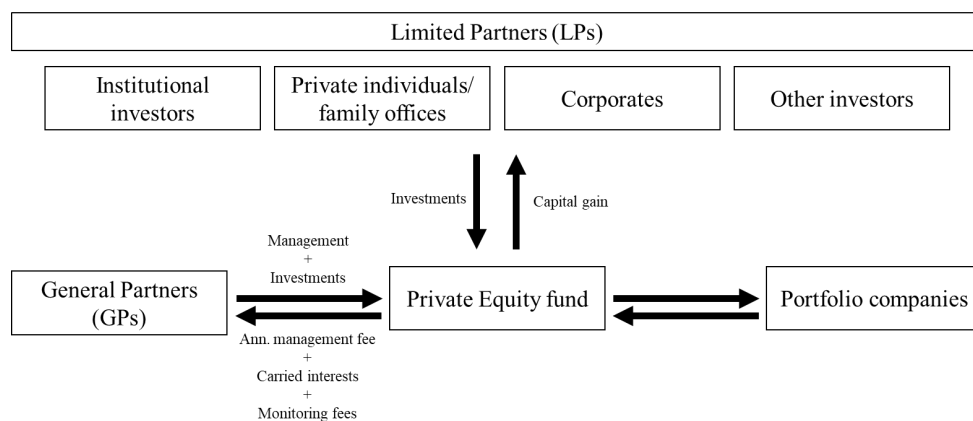 Limited Partners (LPs)
Institutional
investors
Private individuals/
family offices
Corporates
Other investors
Investments
Capital gain
Management
+
Investments
General Partners
(GPs)
Private Equity fund
Portfolio companies
Ann. management fee
+
Carried interests
+
Monitoring fees